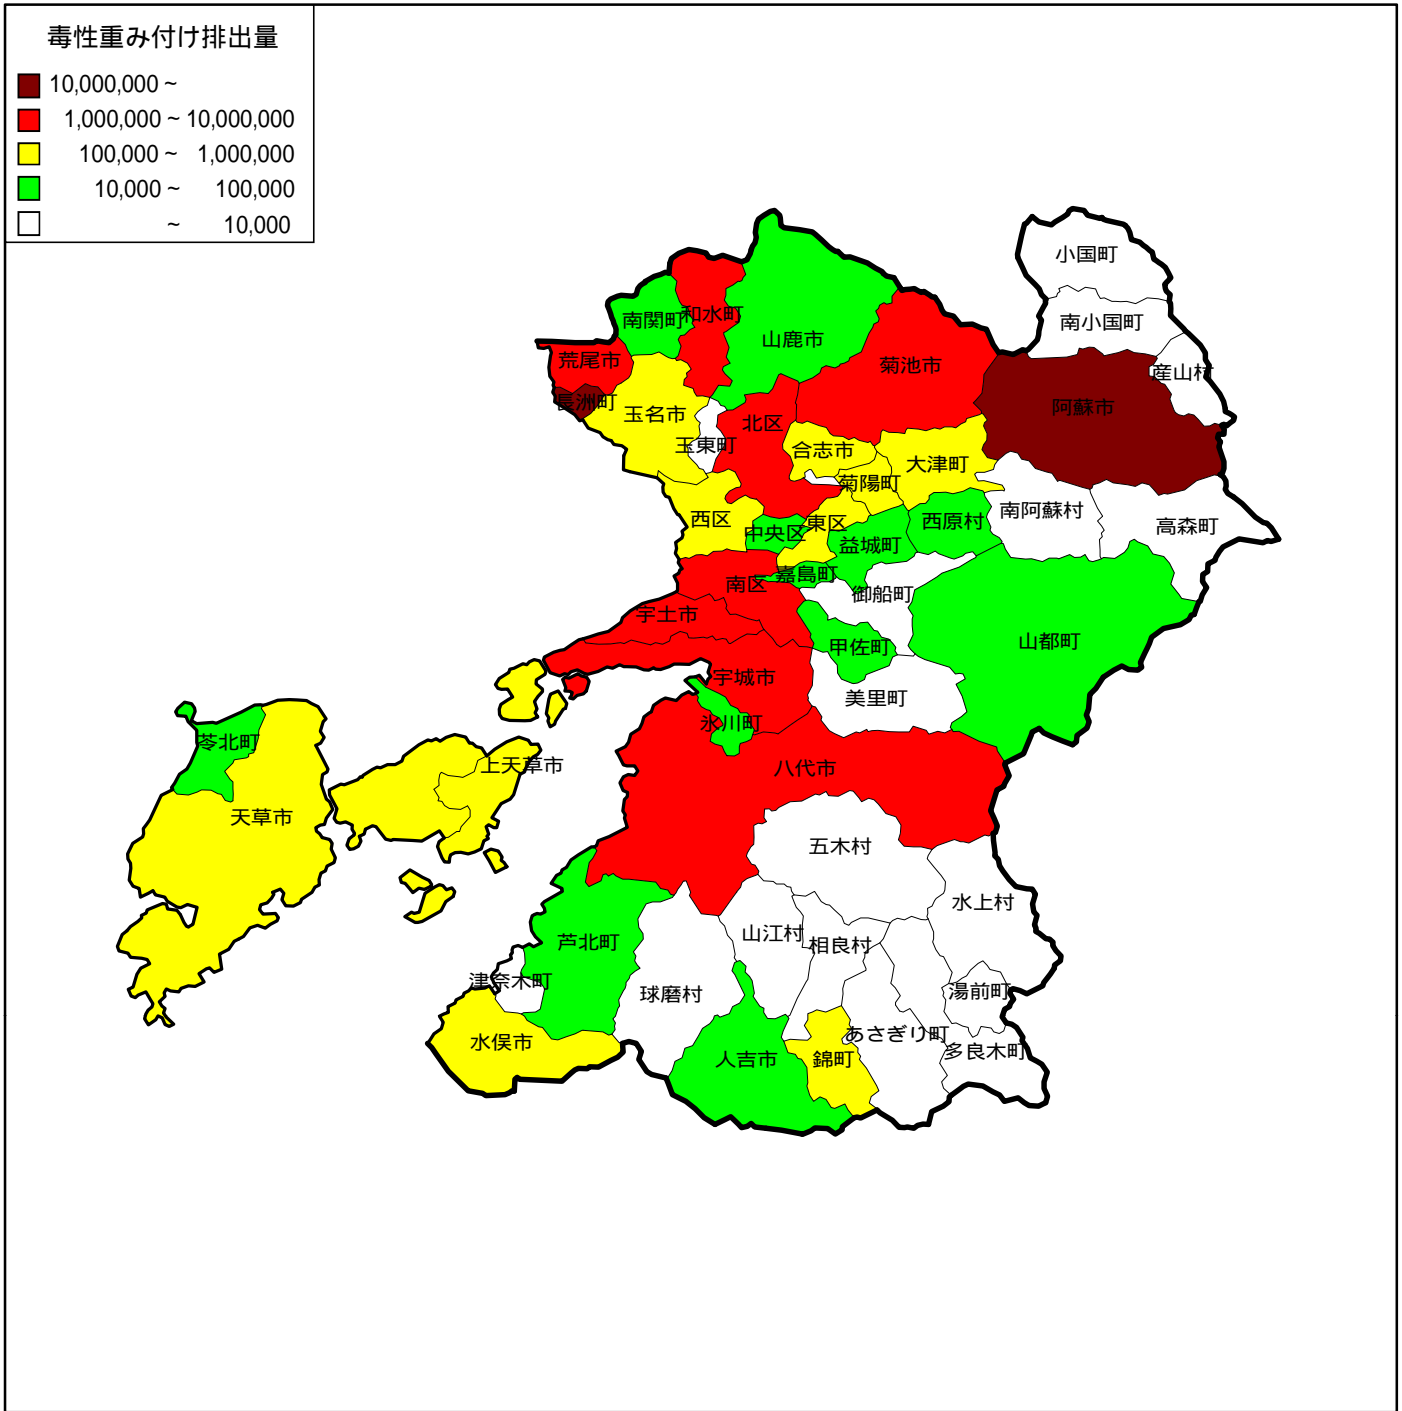 毒性重み付け排出量
10,000,000 ~
1,000,000 ~ 10,000,000
100,000 ~ 1,000,000
10,000 ~ 100,000
~ 10,000
小国町
南小国町
産山村
南関町
和水町
山鹿市
菊池市
荒尾市
長洲町
玉名市
玉東町
北区
合志市
菊陽町
大津町
阿蘇市
西区
中央区
東区
益城町
西原村
南阿蘇村
高森町
南区
嘉島町
御船町
宇土市
甲佐町
山都町
宇城市
美里町
氷川町
苓北町
上天草市
天草市
八代市
五木村
水上村
芦北町
山江村
相良村
津奈木町
球磨村
湯前町
水俣市
人吉市
錦町
あさぎり町
多良木町